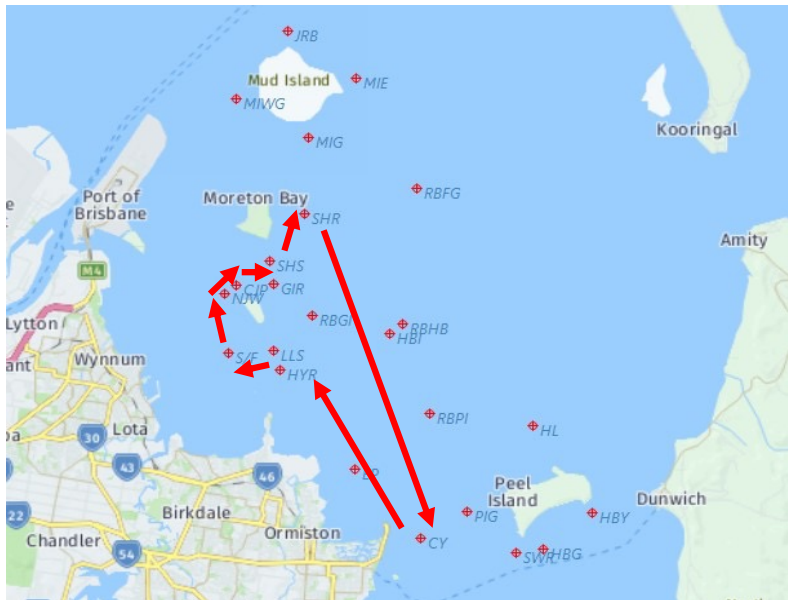 JRB
Mud Island
MIE
MIWG
Kooringal
MIG
Port of
Brisbane
Moreton Bay
RBFG
SHR
Amity
SHS
M4
CJP
GIR
NJW
RBGI
Lytton
RBHB
HBI
Wynnum
S/F
LLS
HYR
RBPI
HL
Lota
30
43
46
Peel
Island
Dunwich
22
Birkdale
PIG
HBY
Ormiston
Chandler
CY
54
SWR
HBG